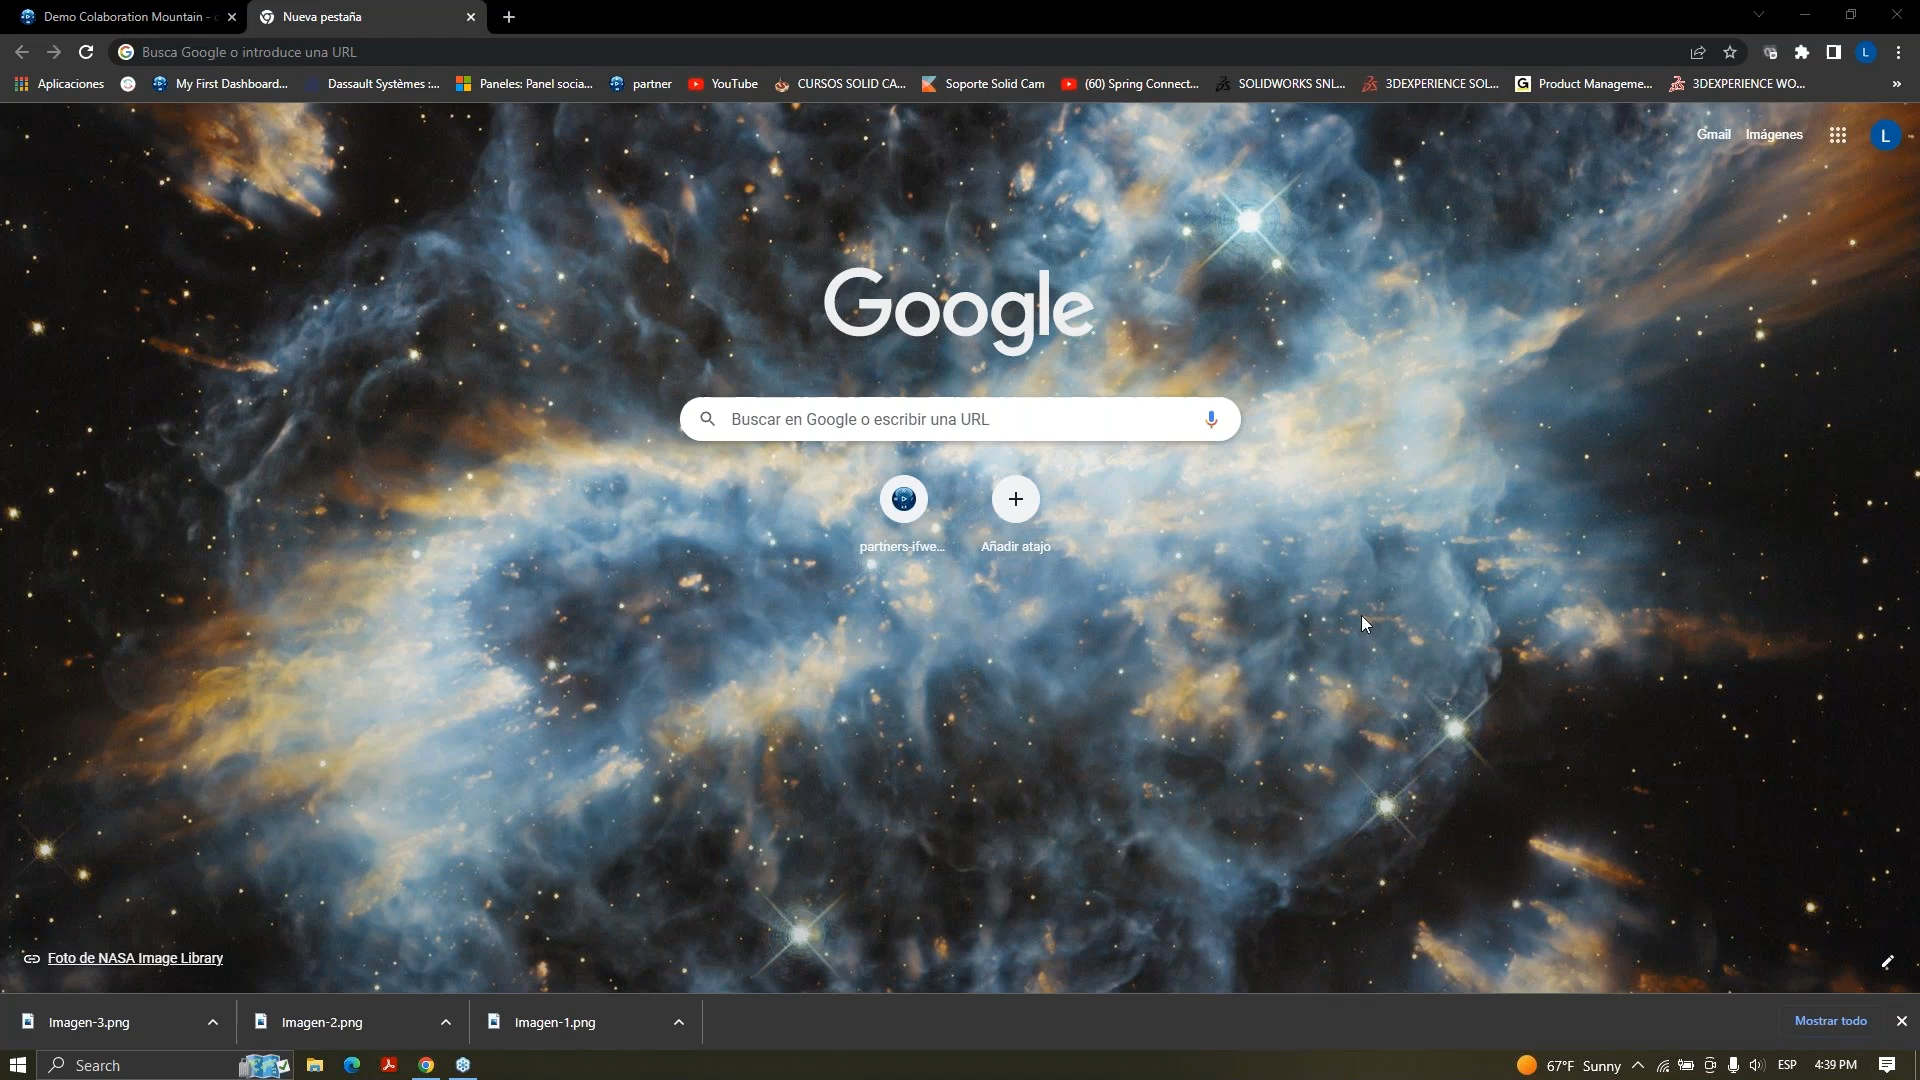 Demo Colaboration Mountain -
Nueva pestaña
Busca Google o introduce una URL
L
Aplicaciones
My First Dashboard...
Dassault Systèmes :...
Paneles: Panel socia...
partner
YouTube
CURSOS SOLID CA...
Soporte Solid Cam
(60) Spring Connect...
SOLIDWORKS SNL...
3DEXPERIENCE SOL...
Product Manageme...
3DEXPERIENCE WO...
»
Gmail
Imágenes
L
Google
Buscar en Google o escribir una URL
partners-ifwe...
Añadir atajo
Foto de NASA Image Library
Imagen-3.png
Imagen-2.png
Imagen-1.png
Mostrar todo
Search
67°F Sunny
ESP
4:39 PM